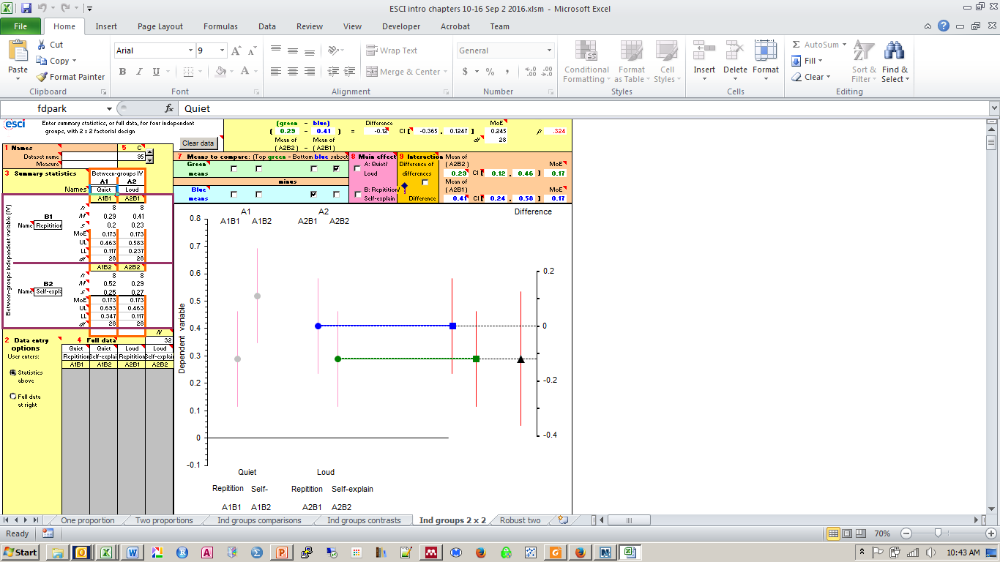 ESCI intro chapters 10-16 Sep 2 2016.xlsm - Microsoft Excel
File Home Insert Page Layout Formulas Data Review View Developer Acrobat Team
Paste
Cut
Copy
Format Painter
Clipboard
Arial 9
B I U
Font
Wrap Text
Merge & Center
Alignment
General
$ % ,
Number
Conditional Formatting
Format as Table
Cell Styles
Styles
Insert Delete Format
Cells
AutoSum
Fill
Clear
Sort & Filter
Find & Select
Editing
fdpark fx Quiet
esci
Enter summary statistics, or full data, for four independent
groups, with 2 x 2 factorial design
Clear data
(green - blue) Difference MoE
( 0.29 - 0.41 ) = -0.12 CI [ -0.365 , 0.1247 ] 0.245 p .324
Mean of Mean of df 28
( A2B2 ) - ( A2B1 )
1 Names 5 C
Dataset name 95
Measure
3 Summary statistics Between-groups IV
A1 A2
Names Quiet Loud
A1B1 A2B1
Between-groups independent variable (IV)
B1
Name Repitition
n 8 8
M 0.29 0.41
s 0.2 0.23
MoE 0.173 0.173
UL 0.463 0.583
LL 0.117 0.237
df 28 28
A1B2 A2B2
B2
Name Self-expla
n 8 8
M 0.52 0.29
s 0.25 0.27
MoE 0.173 0.173
UL 0.693 0.463
LL 0.347 0.117
df 28 28
N
32
2 Data entry options
4 Full data
User enters:
Quiet Quiet Loud Loud
Repitition Self-explai Repitition Self-explai
A1B1 A1B2 A2B1 A2B2
Statistics above
Full data at right
7 Means to compare: (Top green - Bottom blue subset
Green means
minus
Blue means
8 Main effect
A: Quiet/
Loud
B: Repitition/
Self-explain
9 Interaction
Difference of differences
Difference
Mean of
( A2B2 ) MoE
0.29 CI [ 0.12 , 0.46 ] 0.17
Mean of
( A2B1 ) MoE
0.41 CI [ 0.24 , 0.58 ] 0.17
A1 A2 Difference
A1B1 A1B2 A2B1 A2B2
Dependent variable
0.8
0.7
0.6
0.5
0.4
0.3
0.2
0.1
0
-0.1
0.2
0
-0.2
-0.4
Quiet Loud
Repitition Self- Repitition Self-explain
A1B1 A1B2 A2B1 A2B2
One proportion Two proportions Ind groups comparisons Ind groups contrasts Ind groups 2 x 2 Robust two
Ready 70%
Start 10:43 AM